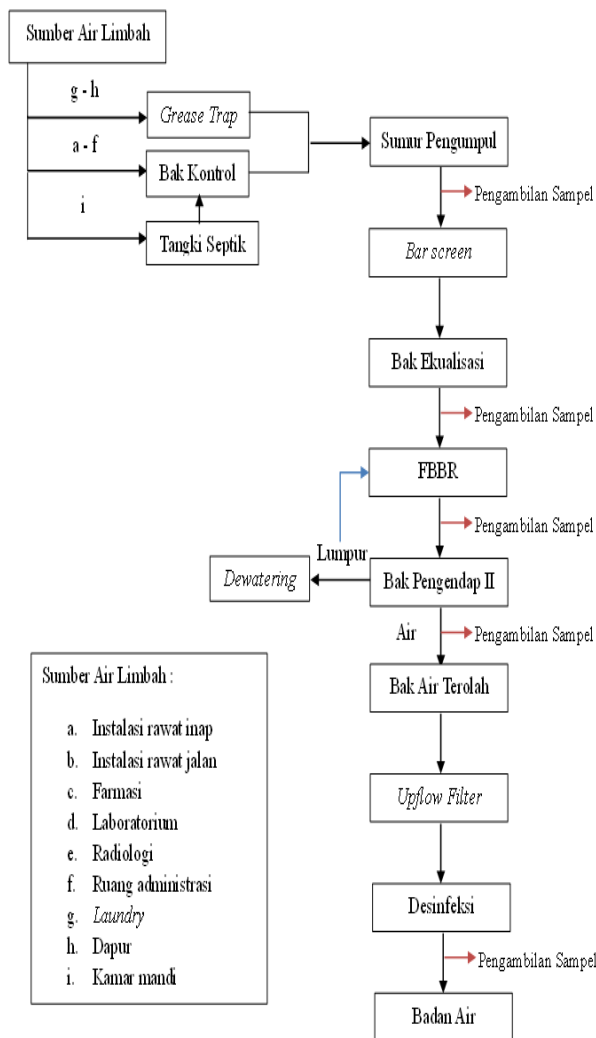 Sumber Air Limbah
g - h
Grease Trap
a - f
Bak Kontrol
i
Tangki Septik
Sumur Pengumpul
Pengambilan Sampel
Bar screen
Bak Ekualisasi
Pengambilan Sampel
FBBR
Pengambilan Sampel
Lumpur
Dewatering
Bak Pengendap II
Air
Pengambilan Sampel
Bak Air Terolah
Upflow Filter
Desinfeksi
Pengambilan Sampel
Badan Air
Sumber Air Limbah :
a. Instalasi rawat inap
b. Instalasi rawat jalan
c. Farmasi
d. Laboratorium
e. Radiologi
f. Ruang administrasi
g. Laundry
h. Dapur
i. Kamar mandi